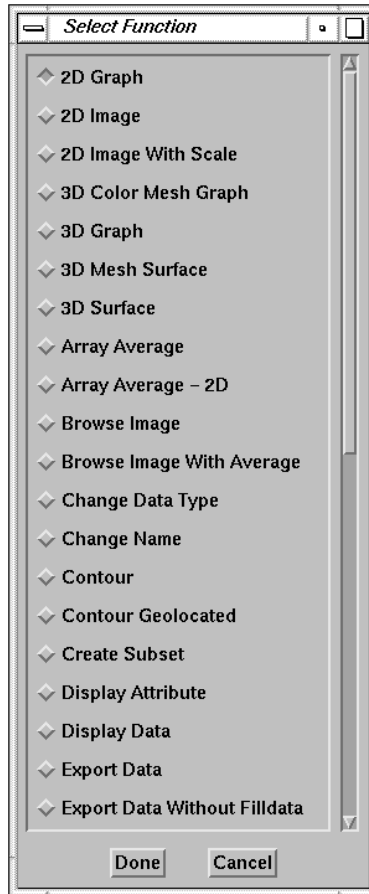 Select Function
2D Graph
2D Image
2D Image With Scale
3D Color Mesh Graph
3D Graph
3D Mesh Surface
3D Surface
Array Average
Array Average – 2D
Browse Image
Browse Image With Average
Change Data Type
Change Name
Contour
Contour Geolocated
Create Subset
Display Attribute
Display Data
Export Data
Export Data Without Filldata
Done Cancel